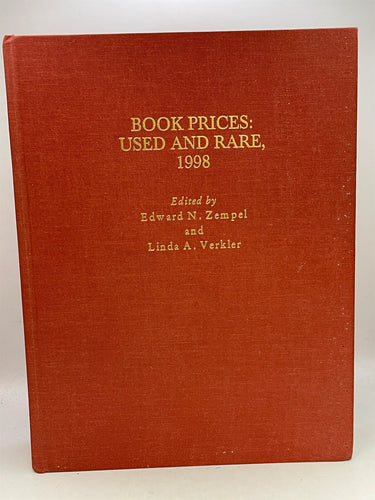 BOOK PRICES:
USED AND RARE,
1998
Edited by
Edward N. Zempel
and
Linda A. Verkler